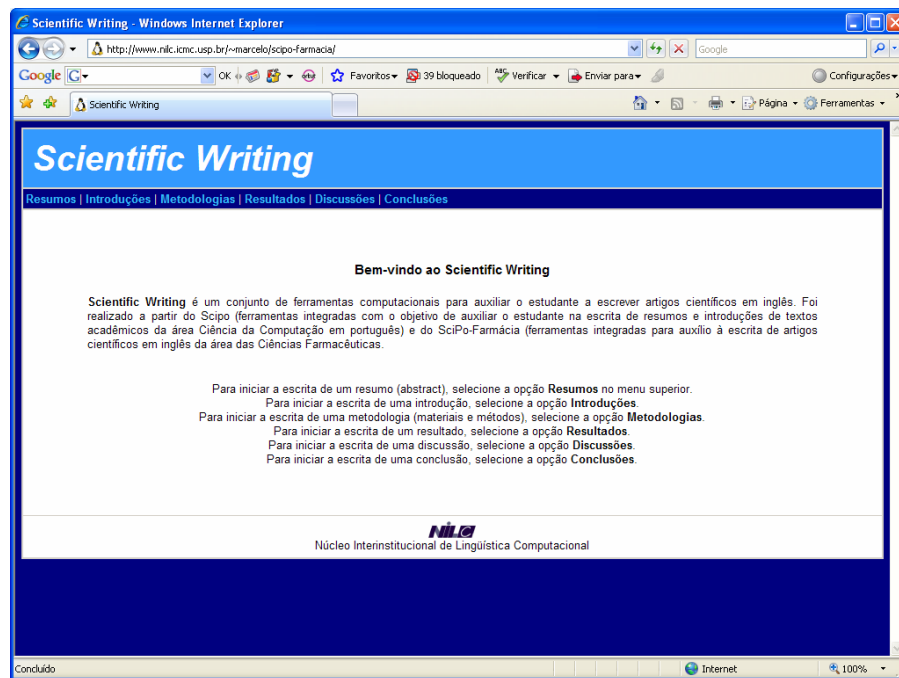 Scientific Writing - Windows Internet Explorer
http://www.nilc.icmc.usp.br/~marcelo/scipo-farmacia/
Google
Google
OK
Favoritos
39 bloqueado
Verificar
Enviar para
Configurações
Scientific Writing
Página
Ferramentas
Scientific Writing
Resumos | Introduções | Metodologias | Resultados | Discussões | Conclusões
Bem-vindo ao Scientific Writing
Scientific Writing é um conjunto de ferramentas computacionais para auxiliar o estudante a escrever artigos científicos em inglês. Foi
realizado a partir do Scipo (ferramentas integradas com o objetivo de auxiliar o estudante na escrita de resumos e introduções de textos
acadêmicos da área Ciência da Computação em português) e do SciPo-Farmácia (ferramentas integradas para auxílio à escrita de artigos
científicos em inglês da área das Ciências Farmacêuticas.
Para iniciar a escrita de um resumo (abstract), selecione a opção Resumos no menu superior.
Para iniciar a escrita de uma introdução, selecione a opção Introduções.
Para iniciar a escrita de uma metodologia (materiais e métodos), selecione a opção Metodologias.
Para iniciar a escrita de um resultado, selecione a opção Resultados.
Para iniciar a escrita de uma discussão, selecione a opção Discussões.
Para iniciar a escrita de uma conclusão, selecione a opção Conclusões.
NILC
Núcleo Interinstitucional de Lingüística Computacional
Concluído
Internet
100%